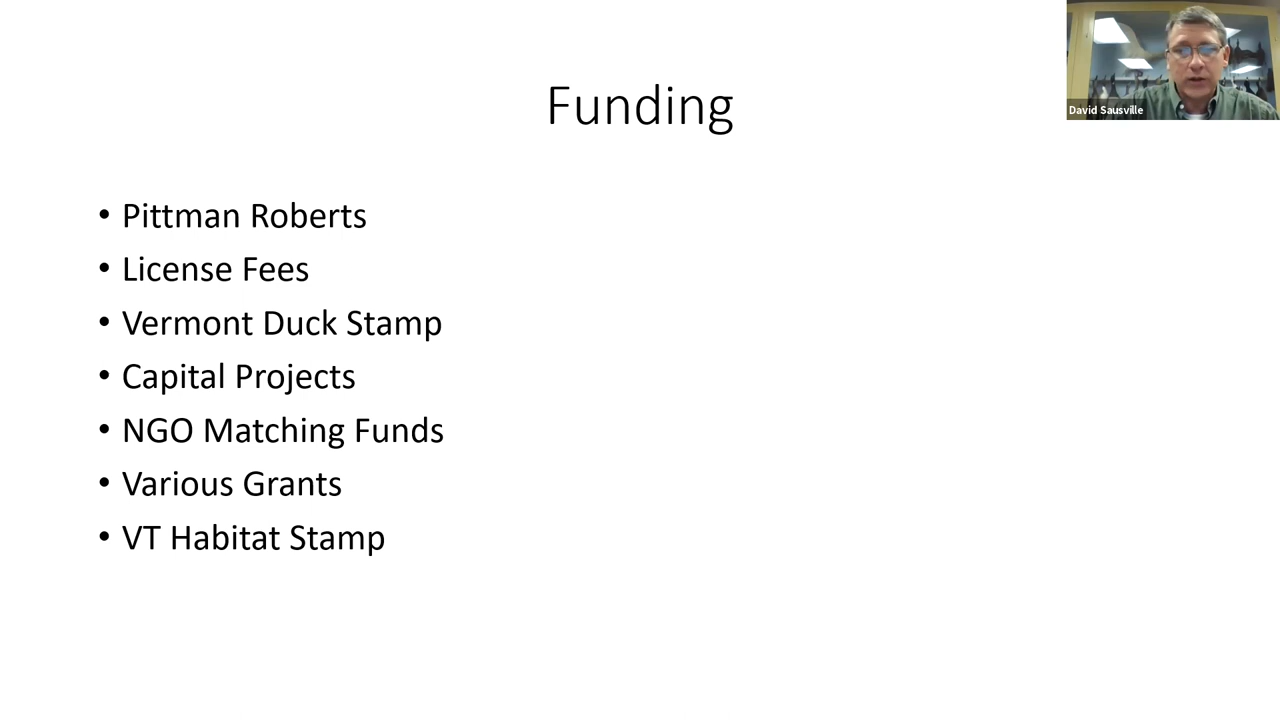 Funding
David Sausville
• Pittman Roberts
• License Fees
• Vermont Duck Stamp
• Capital Projects
• NGO Matching Funds
• Various Grants
• VT Habitat Stamp